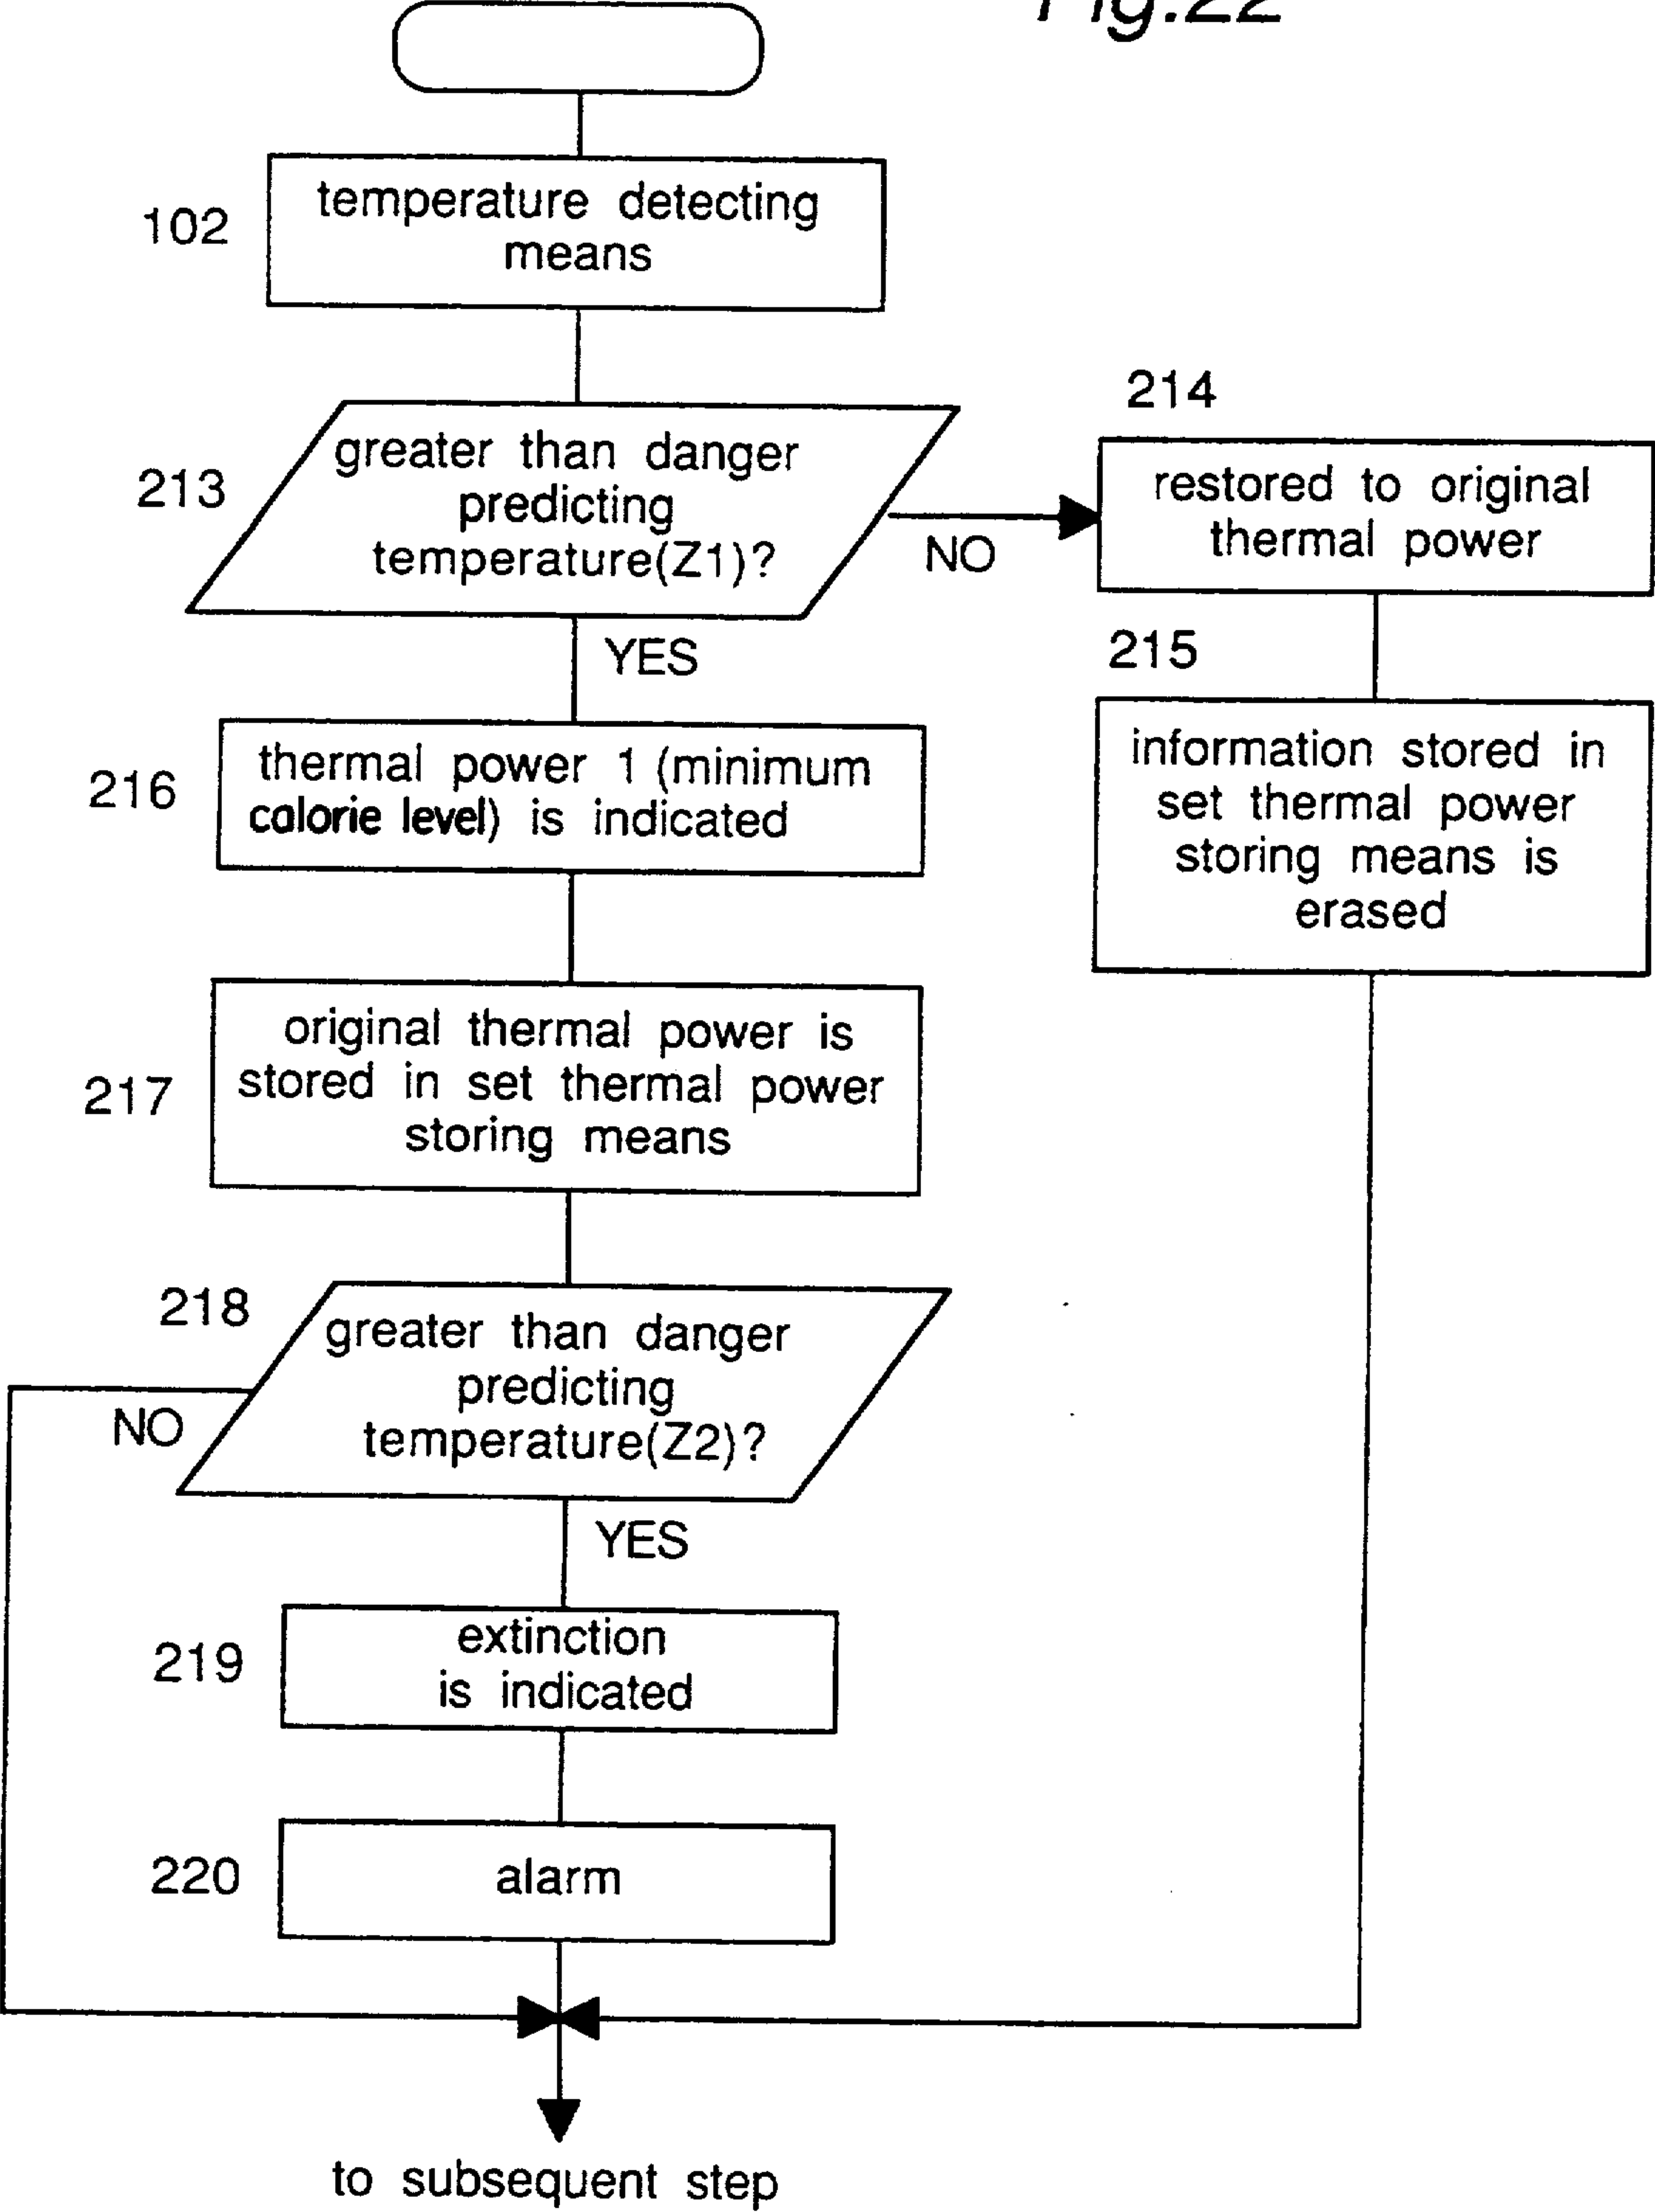 Fig.22
102
temperature detecting
means
213
greater than danger
predicting
temperature(Z1)?
NO
214
restored to original
thermal power
215
information stored in
set thermal power
storing means is
erased
YES
216
thermal power 1 (minimum
calorie level) is indicated
217
original thermal power is
stored in set thermal power
storing means
218
greater than danger
predicting
temperature(Z2)?
NO
YES
219
extinction
is indicated
220
alarm
to subsequent step